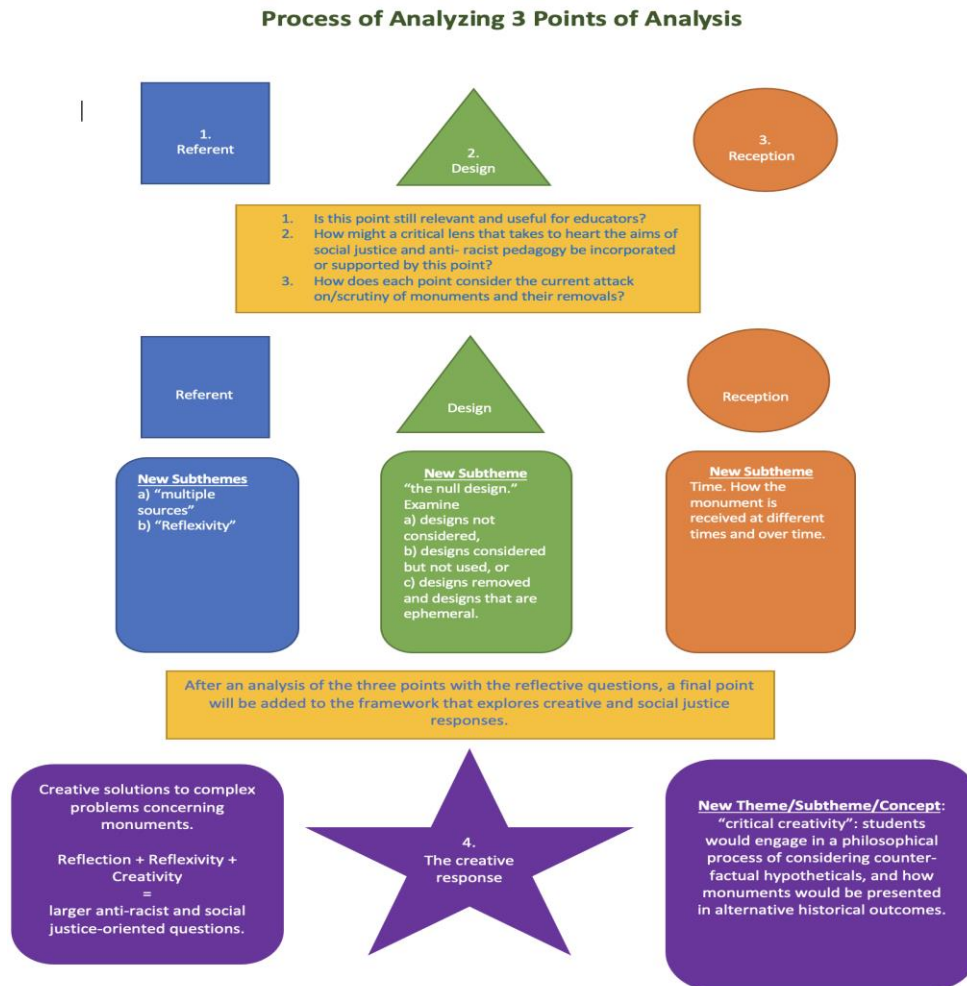 Process of Analyzing 3 Points of Analysis
1.
Referent
2.
Design
3.
Reception
1. Is this point still relevant and useful for educators?
2. How might a critical lens that takes to heart the aims of
social justice and anti- racist pedagogy be incorporated
or supported by this point?
3. How does each point consider the current attack
on/scrutiny of monuments and their removals?
Referent
Design
Reception
New Subthemes
a) “multiple
sources”
b) “Reflexivity”
New Subtheme
“the null design.”
Examine
a) designs not
considered,
b) designs considered
but not used, or
c) designs removed
and designs that are
ephemeral.
New Subtheme
Time. How the
monument is
received at different
times and over time.
After an analysis of the three points with the reflective questions, a final point
will be added to the framework that explores creative and social justice
responses.
Creative solutions to complex
problems concerning
monuments.
Reflection + Reflexivity +
Creativity
=
larger anti-racist and social
justice-oriented questions.
4.
The creative
response
New Theme/Subtheme/Concept:
“critical creativity”: students
would engage in a philosophical
process of considering counter-
factual hypotheticals, and how
monuments would be presented
in alternative historical outcomes.